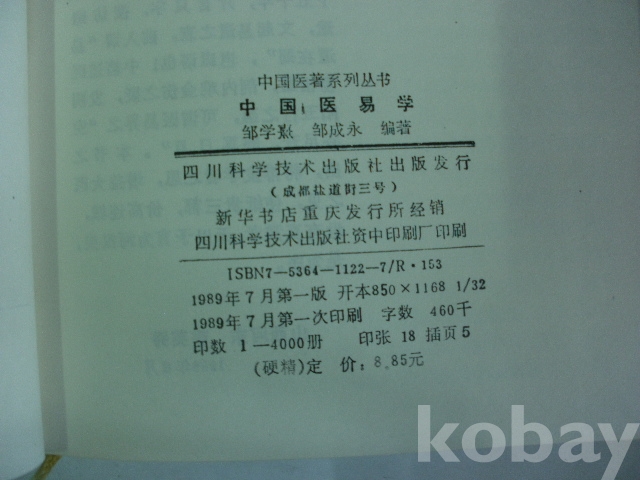 中国医著系列丛书
中国医易学
邹学熹 邹成永 编著
四川科学技术出版社出版发行
(成都盐道街三号)
新华书店重庆发行所经销
四川科学技术出版社资中印刷厂印刷
ISBN7-5364-1122-7/R·153
1989年7月第一版 开本850×1168 1/32
1989年7月第一次印刷 字数 460千
印数 1—4000册 印张 18 插页 5
(硬精)定 价:8.85元
kobay